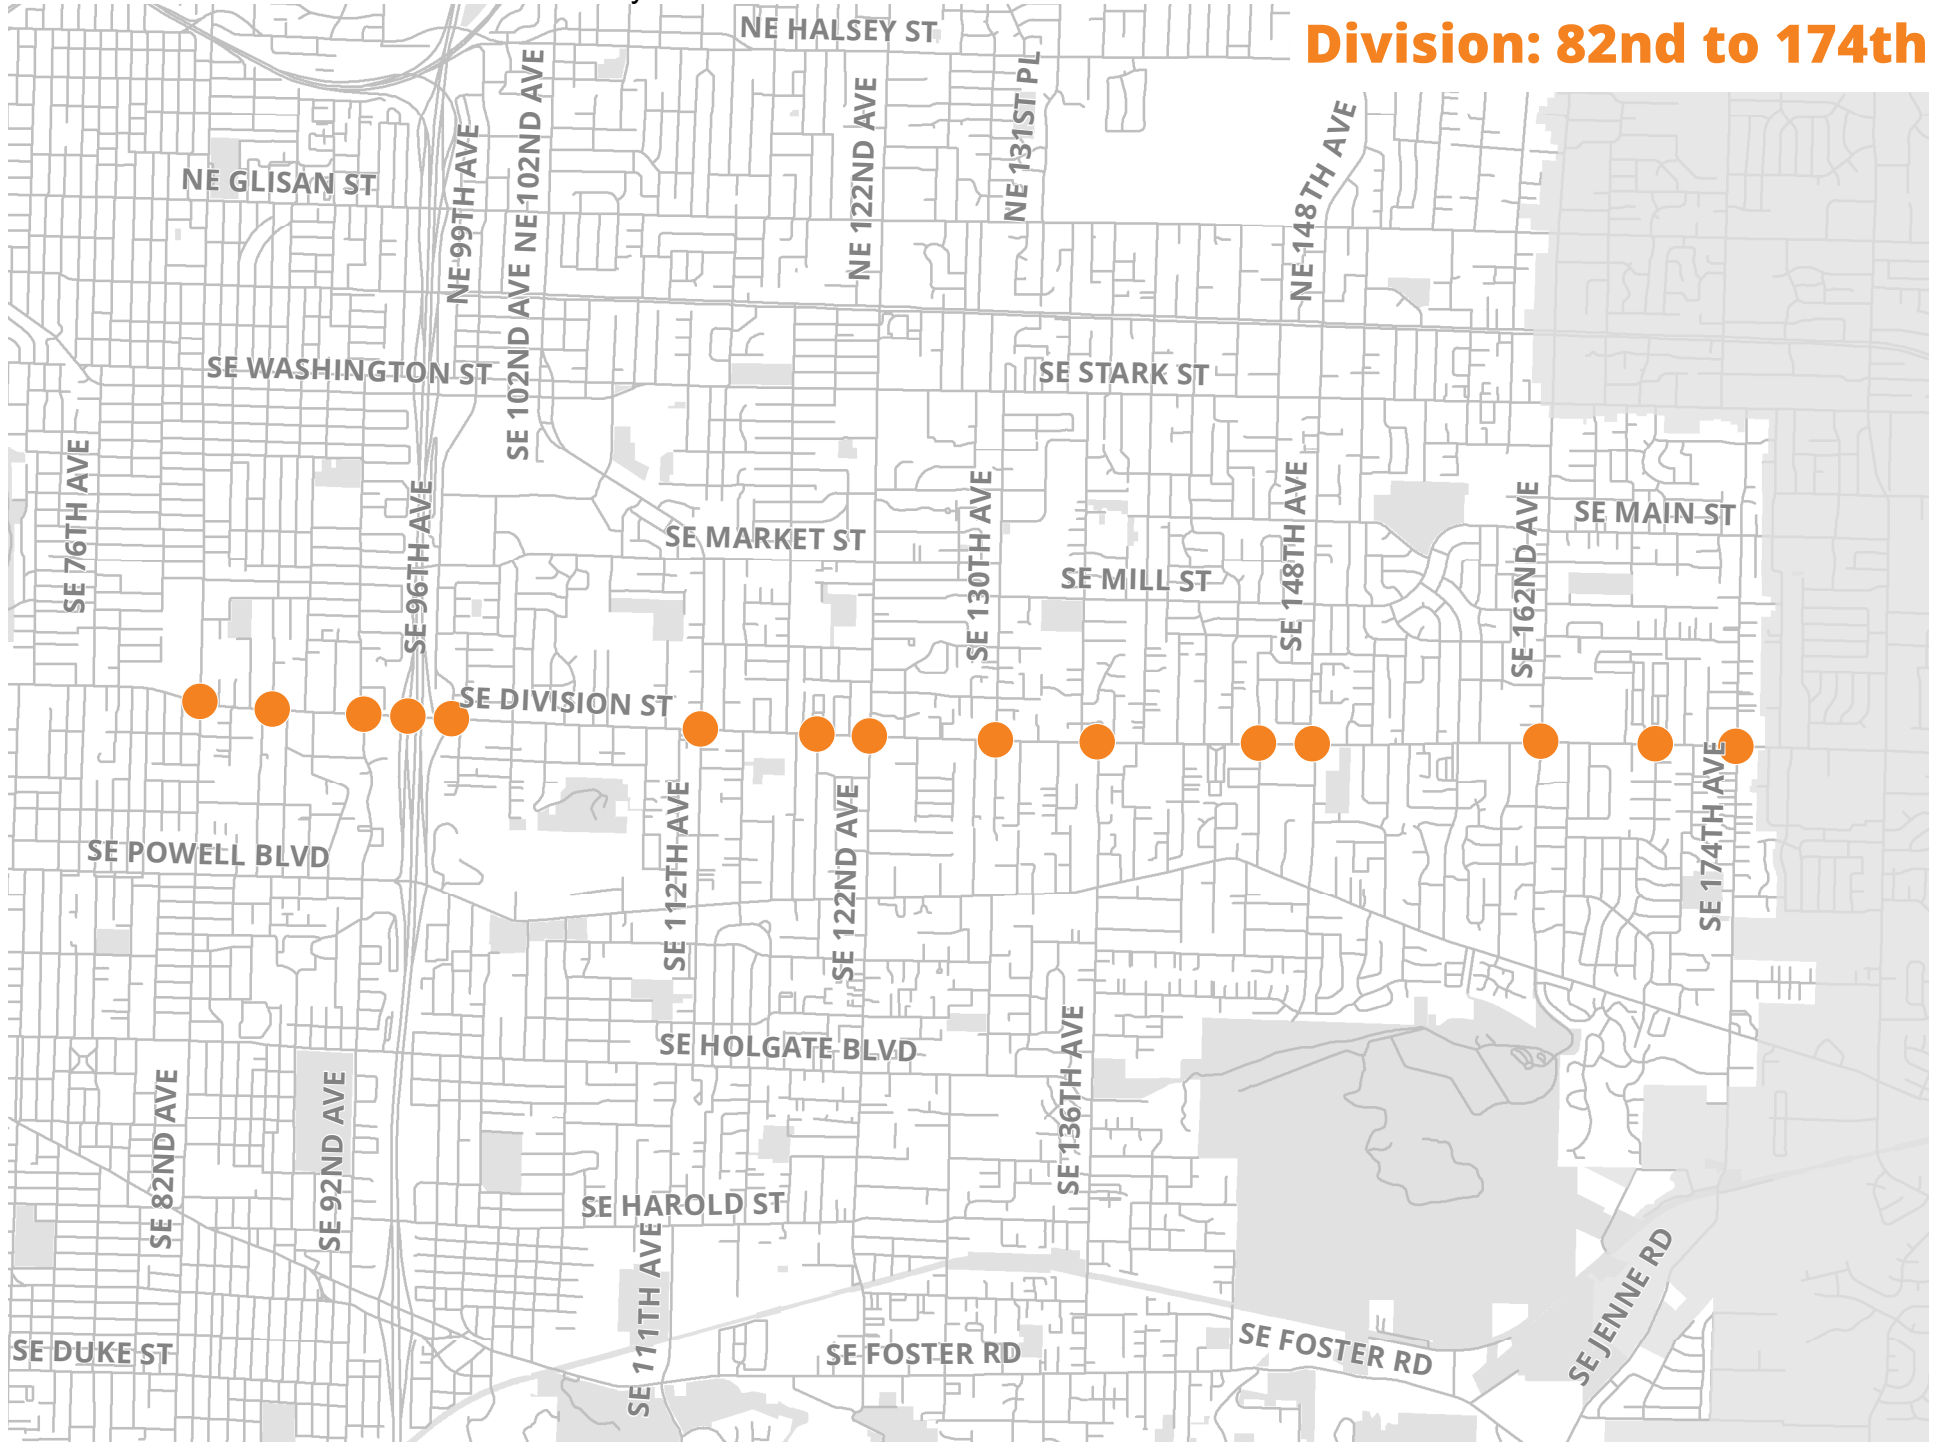 Division: 82nd to 174th
NE HALSEY ST
NE 102ND AVE
NE 122ND AVE
NE 131ST PL
NE 148TH AVE
NE 99TH AVE
NE GLISAN ST
SE 102ND AVE
SE WASHINGTON ST
SE STARK ST
SE 76TH AVE
SE 96TH AVE
SE MARKET ST
SE 130TH AVE
SE MILL ST
SE 148TH AVE
SE 162ND AVE
SE MAIN ST
SE DIVISION ST
SE 174TH AVE
SE POWELL BLVD
SE 112TH AVE
SE 122ND AVE
SE HOLGATE BLVD
SE 136TH AVE
SE 82ND AVE
SE 92ND AVE
SE HAROLD ST
SE 111TH AVE
SE JENNE RD
SE DUKE ST
SE FOSTER RD
SE FOSTER RD